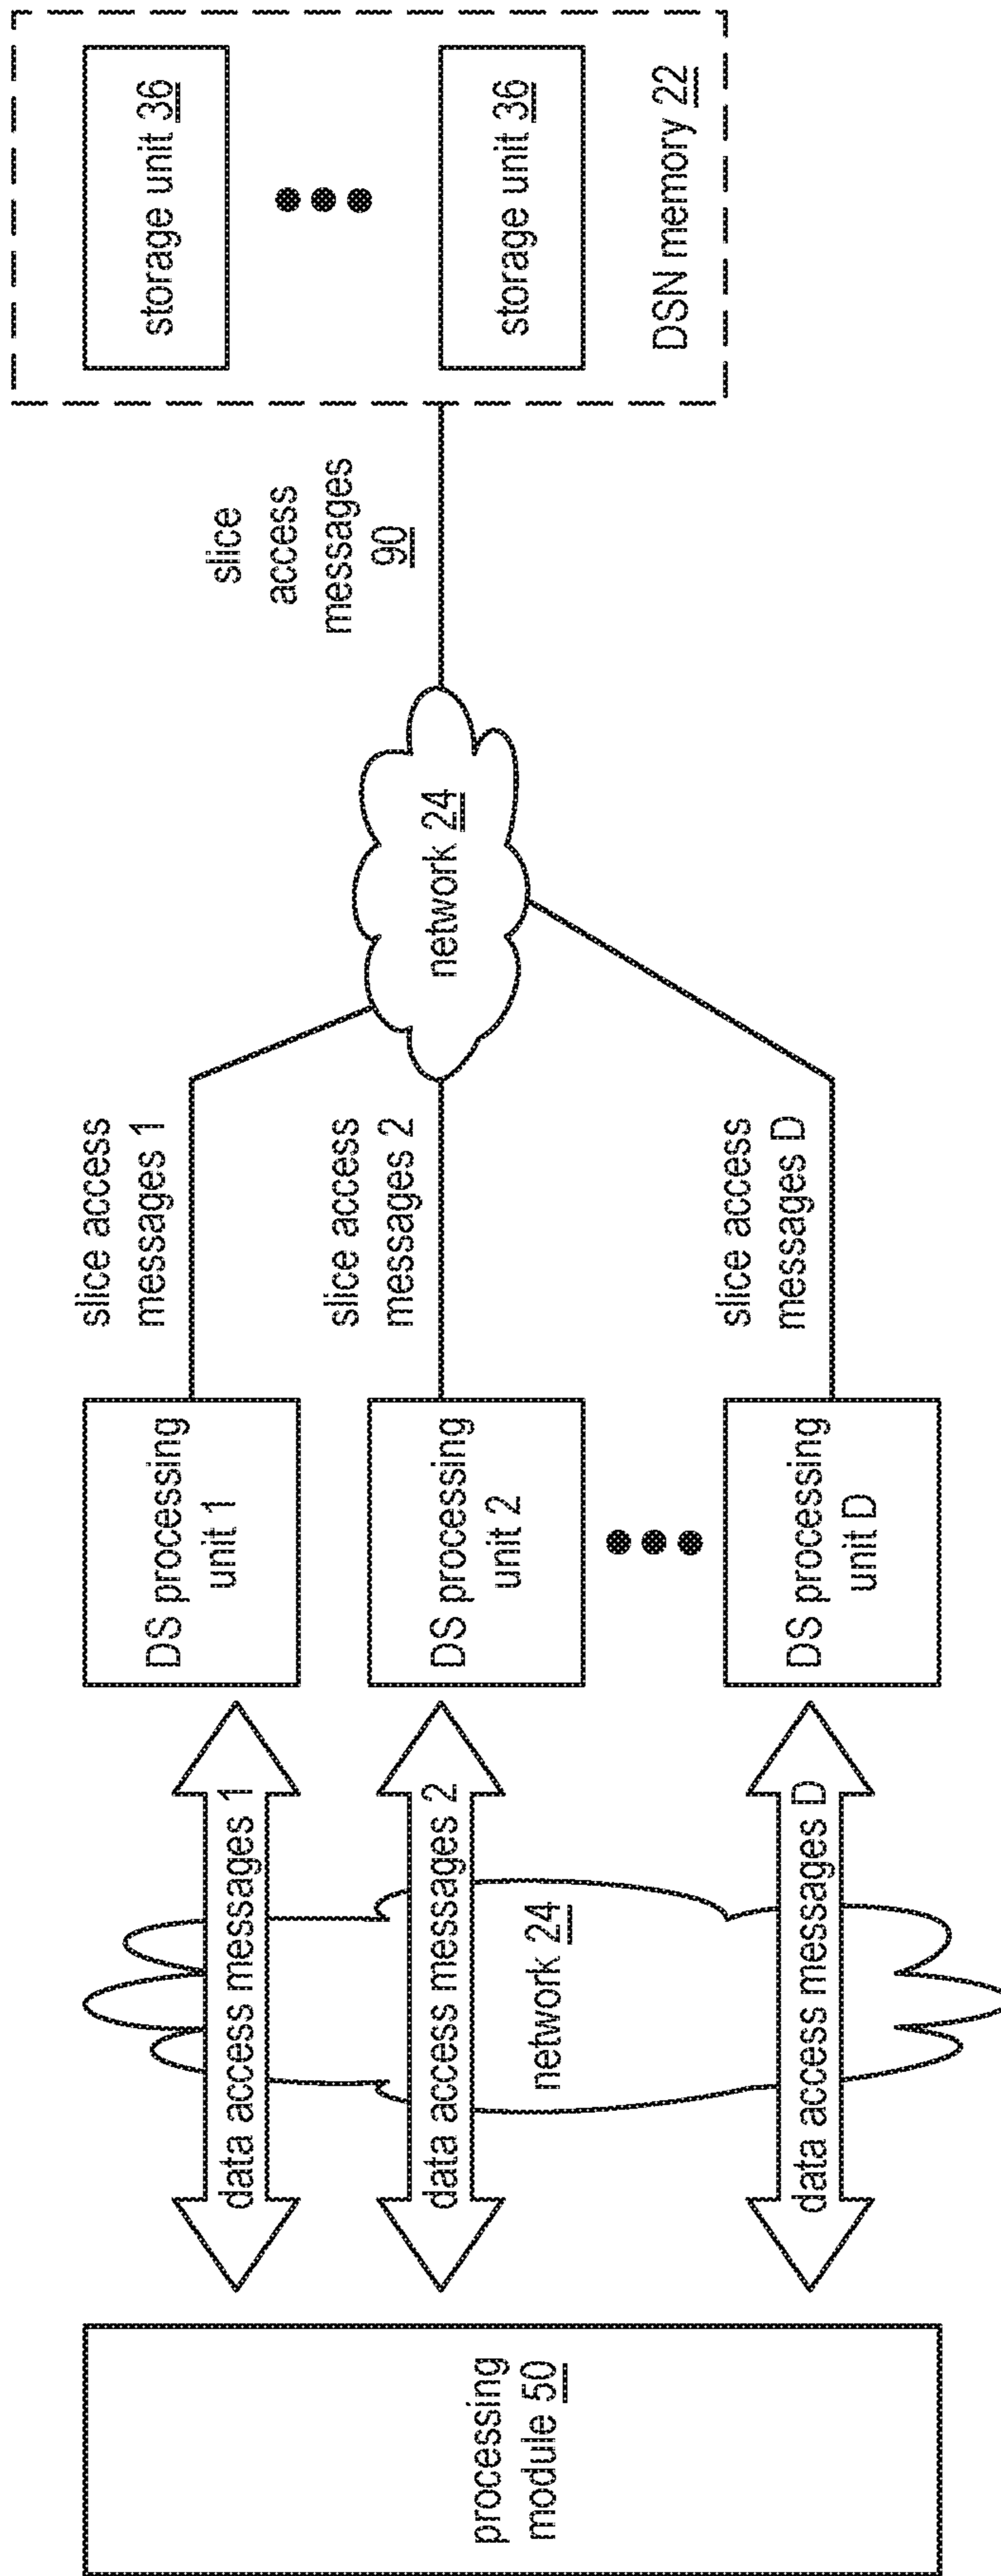 processing
module 50
data access messages 1
data access messages 2
network 24
data access messages D
DS processing
unit 1
DS processing
unit 2
DS processing
unit D
slice access
messages 1
slice access
messages 2
slice access
messages D
network 24
slice
access
messages
90
storage unit 36
storage unit 36
DSN memory 22